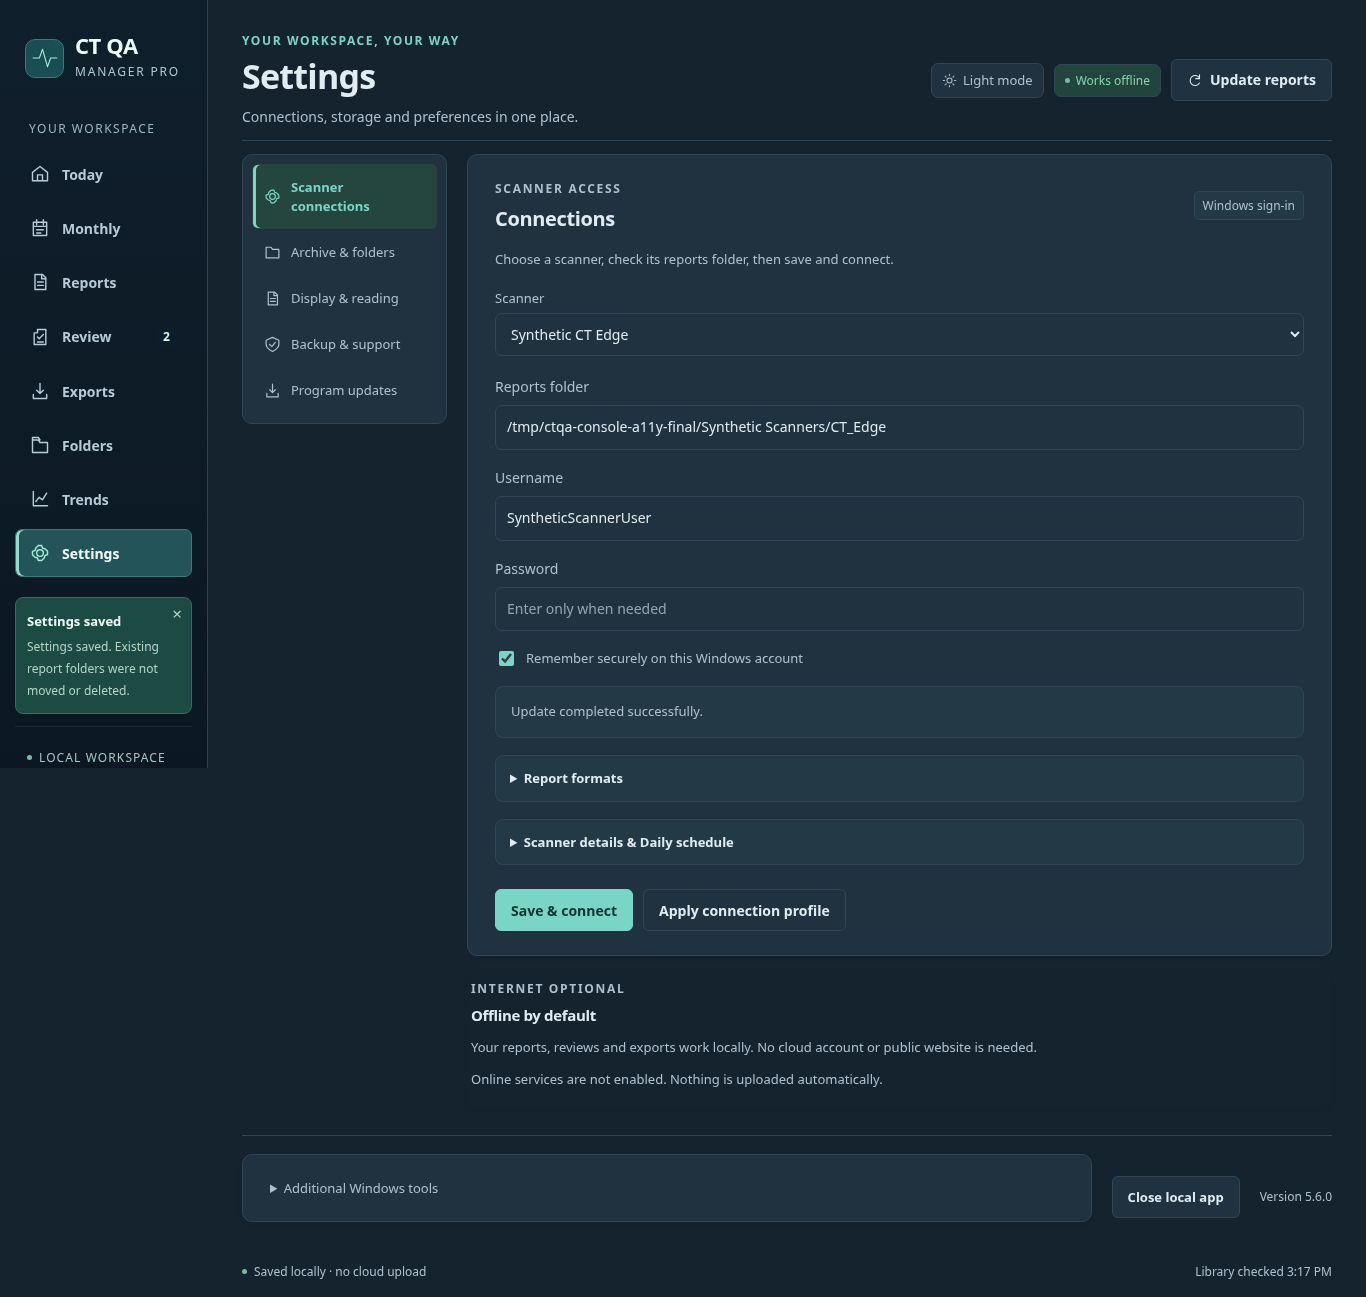 CT QA
MANAGER PRO
YOUR WORKSPACE
Today
Monthly
Reports
Review 2
Exports
Folders
Trends
Settings
Settings saved ×
Settings saved. Existing
report folders were not
moved or deleted.
LOCAL WORKSPACE
YOUR WORKSPACE, YOUR WAY
Settings
Connections, storage and preferences in one place.
Light mode
Works offline
Update reports
Scanner
connections
Archive & folders
Display & reading
Backup & support
Program updates
SCANNER ACCESS
Connections
Windows sign-in
Choose a scanner, check its reports folder, then save and connect.
Scanner
Synthetic CT Edge
Reports folder
/tmp/ctqa-console-a11y-final/Synthetic Scanners/CT_Edge
Username
SyntheticScannerUser
Password
Enter only when needed
Remember securely on this Windows account
Update completed successfully.
Report formats
Scanner details & Daily schedule
Save & connect
Apply connection profile
INTERNET OPTIONAL
Offline by default
Your reports, reviews and exports work locally. No cloud account or public website is needed.
Online services are not enabled. Nothing is uploaded automatically.
Additional Windows tools
Close local app
Version 5.6.0
Saved locally · no cloud upload
Library checked 3:17 PM